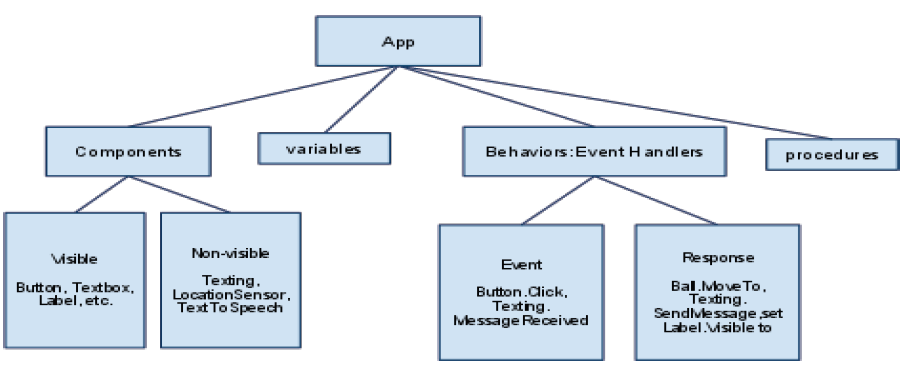 App
Components
variables
Behaviors:Event Handlers
procedures
Visible
Button, Textbox,
Label, etc.
Non-visible
Texting,
LocationSensor,
TextToSpeech
Event
Button.Click,
Texting.
MessageReceived
Response
Ball.MoveTo,
Texting.
SendMessage,set
Label.Visible to